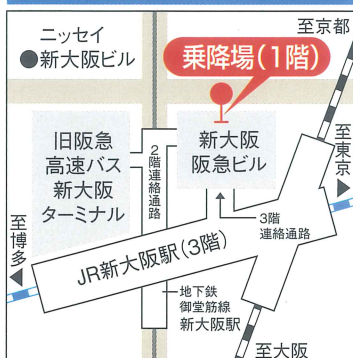 至京都
ニッセイ
●新大阪ビル
乗降場(1階)
旧阪急
高速バス
新大阪
ターミナル
2階連絡通路
新大阪
阪急ビル
至東京
3階
連絡通路
至博多
JR新大阪駅(3階)
地下鉄
御堂筋線
新大阪駅
至大阪